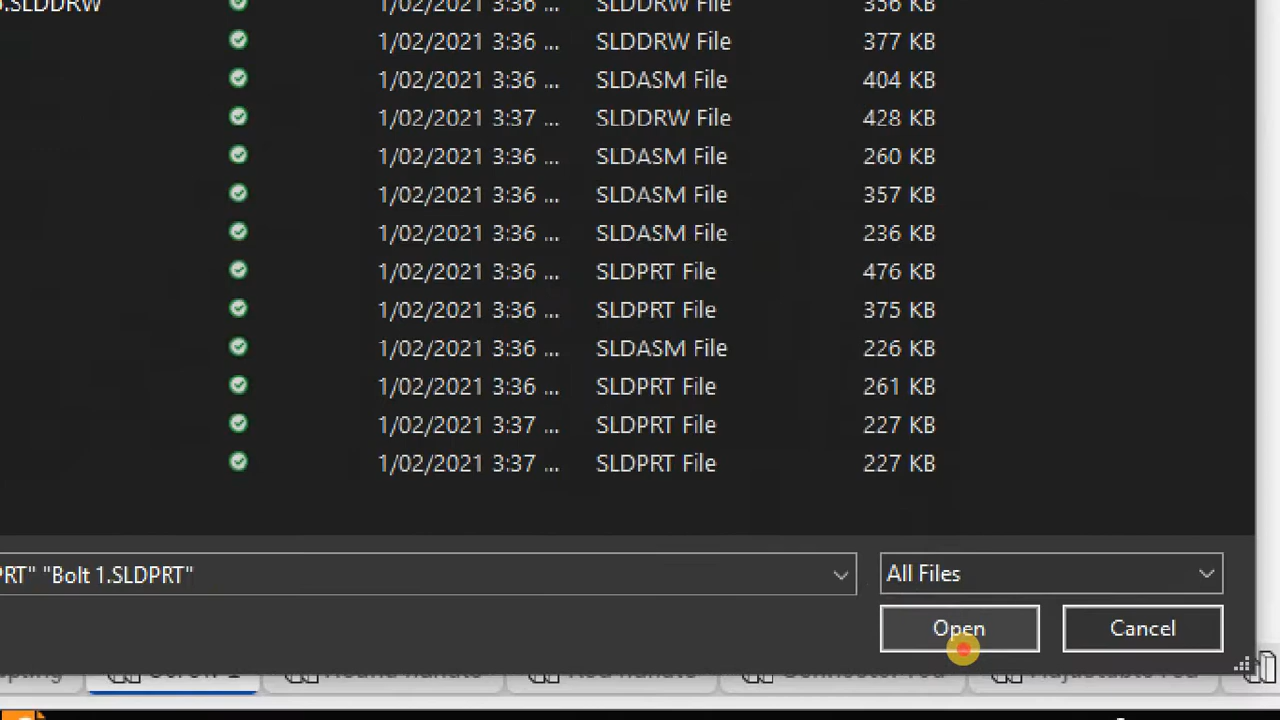 .SLDDRW 1/02/2021 3:36 ... SLDDRW File 356 KB
1/02/2021 3:36 ... SLDDRW File 377 KB
1/02/2021 3:36 ... SLDASM File 404 KB
1/02/2021 3:37 ... SLDDRW File 428 KB
1/02/2021 3:36 ... SLDASM File 260 KB
1/02/2021 3:36 ... SLDASM File 357 KB
1/02/2021 3:36 ... SLDASM File 236 KB
1/02/2021 3:36 ... SLDPRT File 476 KB
1/02/2021 3:36 ... SLDPRT File 375 KB
1/02/2021 3:36 ... SLDASM File 226 KB
1/02/2021 3:36 ... SLDPRT File 261 KB
1/02/2021 3:37 ... SLDPRT File 227 KB
1/02/2021 3:37 ... SLDPRT File 227 KB
PRT" "Bolt 1.SLDPRT" All Files
Open Cancel